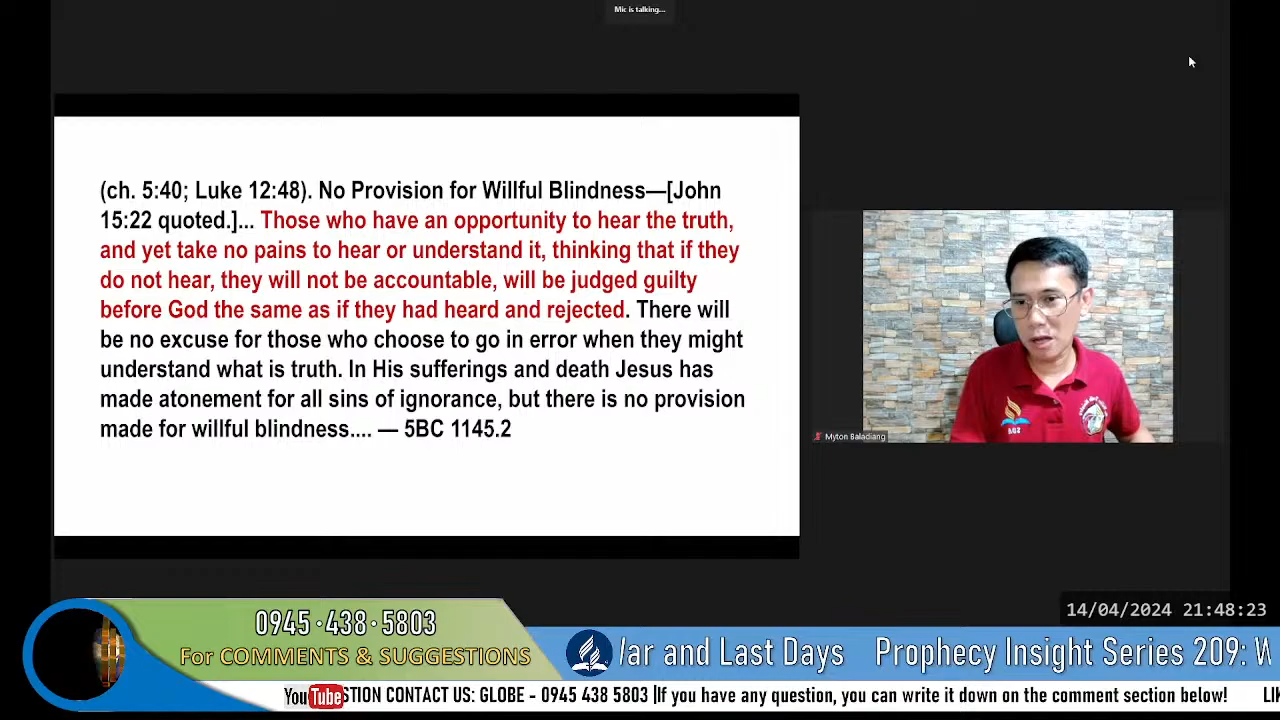 Mic is talking...
(ch. 5:40; Luke 12:48). No Provision for Willful Blindness—[John
15:22 quoted.]... Those who have an opportunity to hear the truth,
and yet take no pains to hear or understand it, thinking that if they
do not hear, they will not be accountable, will be judged guilty
before God the same as if they had heard and rejected. There will
be no excuse for those who choose to go in error when they might
understand what is truth. In His sufferings and death Jesus has
made atonement for all sins of ignorance, but there is no provision
made for willful blindness.... — 5BC 1145.2
Myton Baladiang
14/04/2024 21:48:23
0945·438·5803
For COMMENTS & SUGGESTIONS
/ar and Last Days Prophecy Insight Series 209: W
YouTube STION CONTACT US: GLOBE - 0945 438 5803 |If you have any question, you can write it down on the comment section below! LI